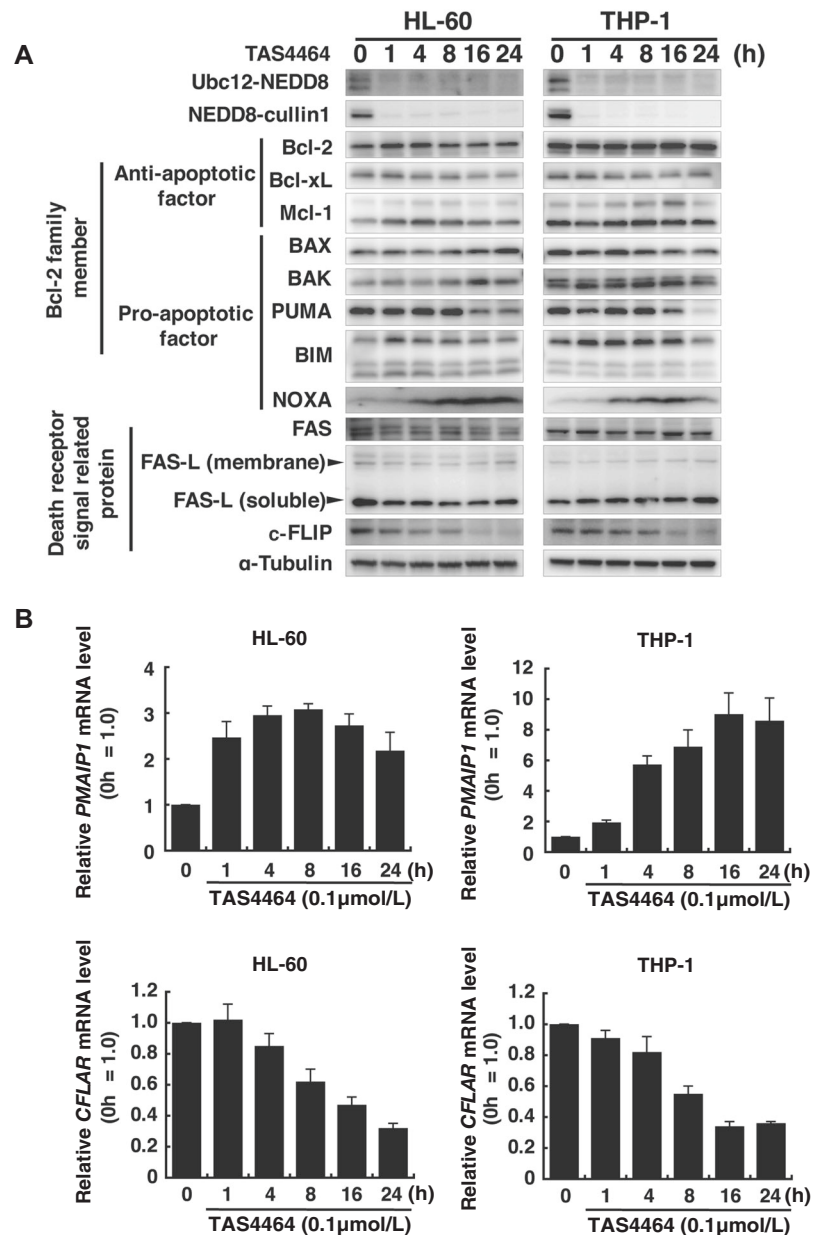 A
HL-60 THP-1
TAS4464 0 1 4 8 16 24 0 1 4 8 16 24 (h)
Ubc12-NEDD8
NEDD8-cullin1
Bcl-2 family member
Anti-apoptotic factor
Bcl-2
Bcl-xL
Mcl-1
Pro-apoptotic factor
BAX
BAK
PUMA
BIM
NOXA
Death receptor signal related protein
FAS
FAS-L (membrane)
FAS-L (soluble)
c-FLIP
α-Tubulin
B
HL-60
Relative PMAIP1 mRNA level
(0h = 1.0)
4
3
2
1
0
0 1 4 8 16 24 (h)
TAS4464 (0.1μmol/L)
THP-1
Relative PMAIP1 mRNA level
(0h = 1.0)
12
10
8
6
4
2
0
0 1 4 8 16 24 (h)
TAS4464 (0.1μmol/L)
HL-60
Relative CFLAR mRNA level
(0h = 1.0)
1.2
1.0
0.8
0.6
0.4
0.2
0
0 1 4 8 16 24 (h)
TAS4464 (0.1μmol/L)
THP-1
Relative CFLAR mRNA level
(0h = 1.0)
1.2
1.0
0.8
0.6
0.4
0.2
0
0 1 4 8 16 24 (h)
TAS4464 (0.1μmol/L)